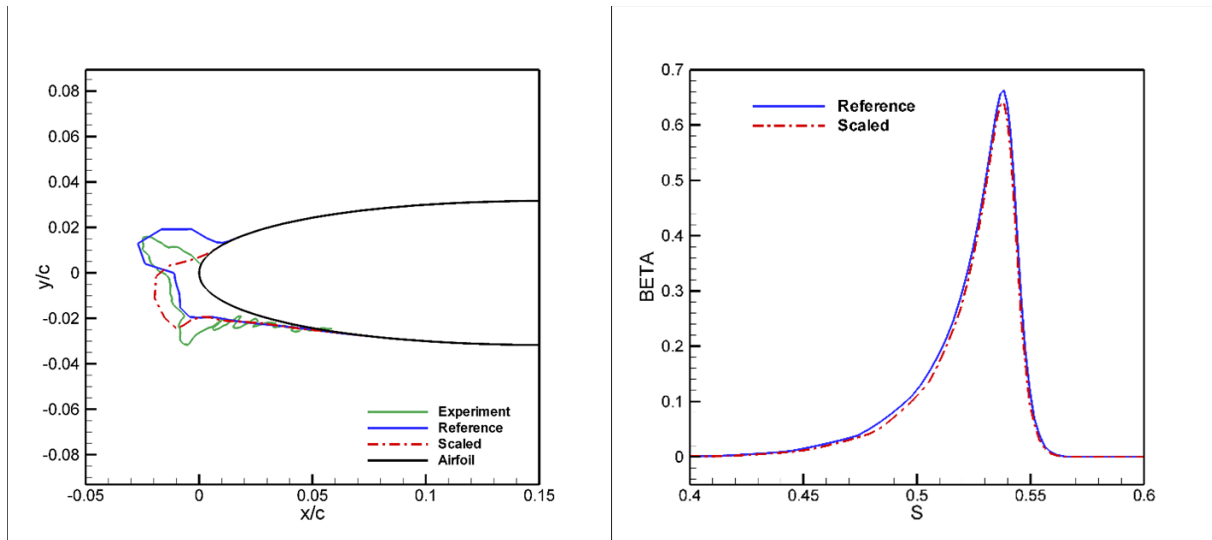 0.08
0.06
0.04
0.02
0
-0.02
-0.04
-0.06
-0.08
y/c
-0.05
0
0.05
0.1
0.15
x/c
Experiment
Reference
Scaled
Airfoil
0.7
0.6
0.5
0.4
0.3
0.2
0.1
0
BETA
0.4
0.45
0.5
0.55
0.6
S
Reference
Scaled